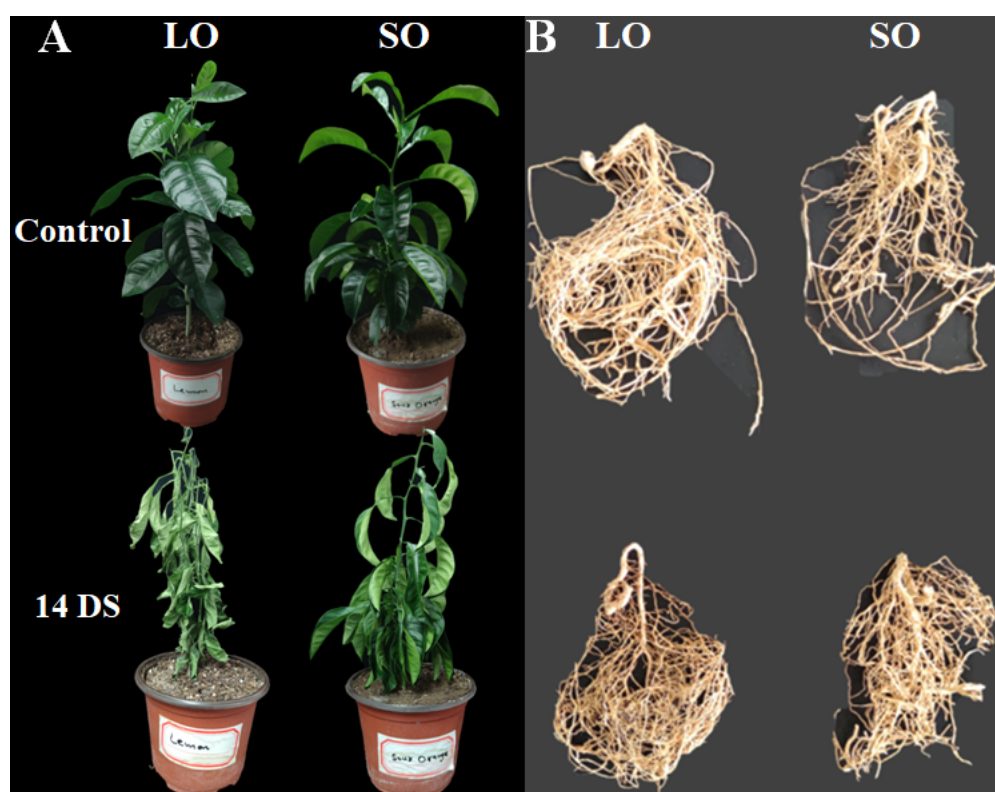 A LO SO B LO SO
Control
Lemon
Sour Orange
14 DS
Lemon
Sour Orange